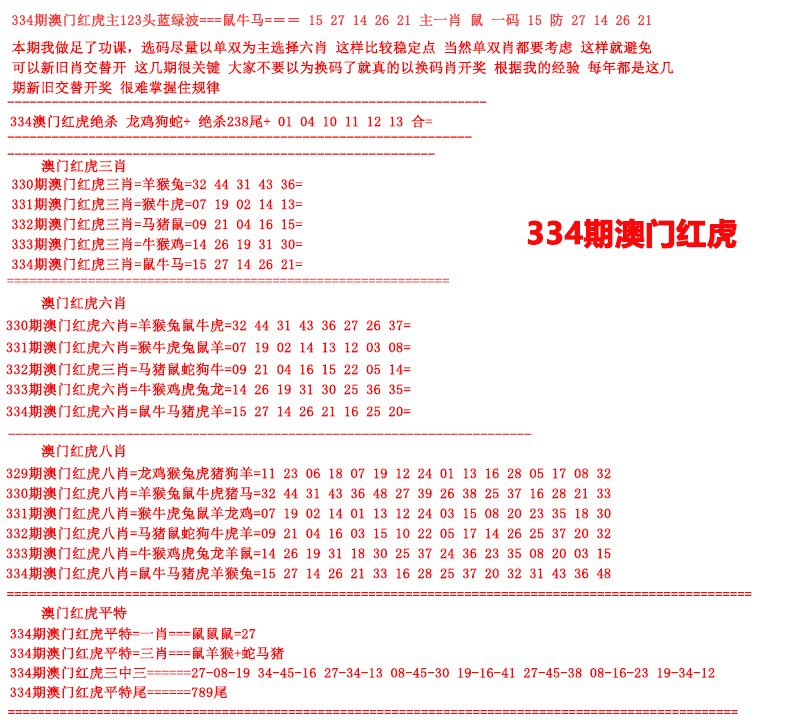 334期澳门红虎主123头蓝绿波===鼠牛马==== 15 27 14 26 21 主一肖 鼠 一码 15 防 27 14 26 21
本期我做足了功课，选码尽量以单双为主选择六肖 这样比较稳定点 当然单双肖都要考虑 这样就避免
可以新旧肖交替开 这几期很关键 大家不要以为换码了就真的以换码肖开奖 根据我的经验 每年都是这几
期新旧交替开奖 很难掌握住规律
334澳门红虎绝杀 龙鸡狗蛇+ 绝杀238尾+ 01 04 10 11 12 13 合=
澳门红虎三肖
330期澳门红虎三肖=羊猴兔=32 44 31 43 36=
331期澳门红虎三肖=猴牛虎=07 19 02 14 13=
332期澳门红虎三肖=马猪鼠=09 21 04 16 15=
333期澳门红虎三肖=牛猴鸡=14 26 19 31 30=
334期澳门红虎三肖=鼠牛马=15 27 14 26 21=
334期澳门红虎
澳门红虎六肖
330期澳门红虎六肖=羊猴兔鼠牛虎=32 44 31 43 36 27 26 37=
331期澳门红虎六肖=猴牛虎兔鼠羊=07 19 02 14 13 12 03 08=
332期澳门红虎三肖=马猪鼠蛇狗牛=09 21 04 16 15 22 05 14=
333期澳门红虎六肖=牛猴鸡虎兔龙=14 26 19 31 30 25 36 35=
334期澳门红虎六肖=鼠牛马猪虎羊=15 27 14 26 21 16 25 20=
澳门红虎八肖
329期澳门红虎八肖=龙鸡猴兔虎猪狗羊=11 23 06 18 07 19 12 24 01 13 16 28 05 17 08 32
330期澳门红虎八肖=羊猴兔鼠牛虎猪马=32 44 31 43 36 48 27 39 26 38 25 37 16 28 21 33
331期澳门红虎八肖=猴牛虎兔鼠羊龙鸡=07 19 02 14 01 13 12 24 03 15 08 20 23 35 18 30
332期澳门红虎八肖=马猪鼠蛇狗牛虎羊=09 21 04 16 03 15 10 22 05 17 14 26 25 37 20 32
333期澳门红虎八肖=牛猴鸡虎兔龙羊鼠=14 26 19 31 18 30 25 37 24 36 23 35 08 20 03 15
334期澳门红虎八肖=鼠牛马猪虎羊猴兔=15 27 14 26 21 33 16 28 25 37 20 32 31 43 36 48
澳门红虎平特
334期澳门红虎平特=一肖===鼠鼠鼠=27
334期澳门红虎平特=三肖===鼠羊猴+蛇马猪
334期澳门红虎三中三======27-08-19 34-45-16 27-34-13 08-45-30 19-16-41 27-45-38 08-16-23 19-34-12
334期澳门红虎平特尾======789尾